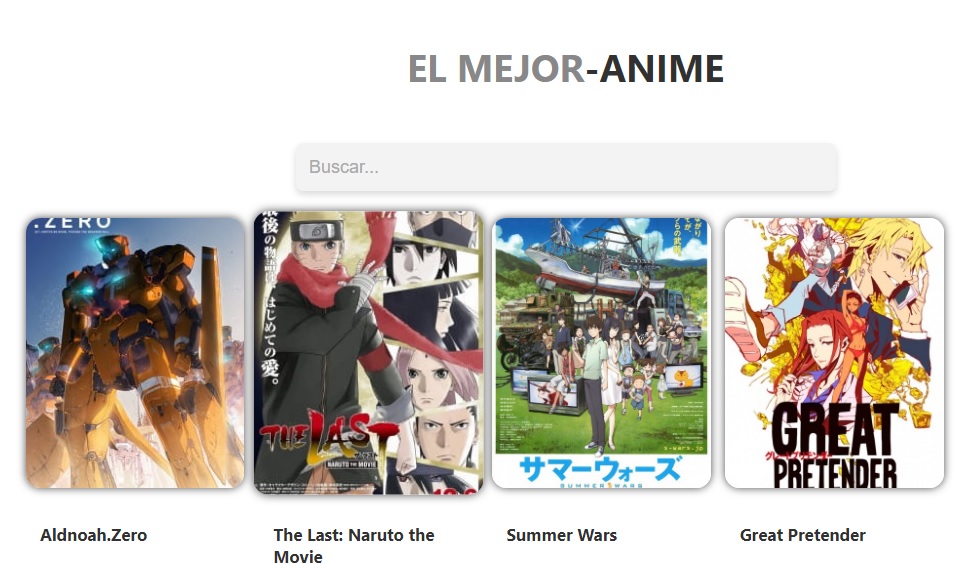 EL MEJOR-ANIME
Buscar...
.ZERO
最後の物語は、はじめての愛。
THE LAST
NARUTO THE MOVIE
サマーウォーズ
SUMMER WARS
GREAT
PRETENDER
Aldnoah.Zero
The Last: Naruto the
Movie
Summer Wars
Great Pretender